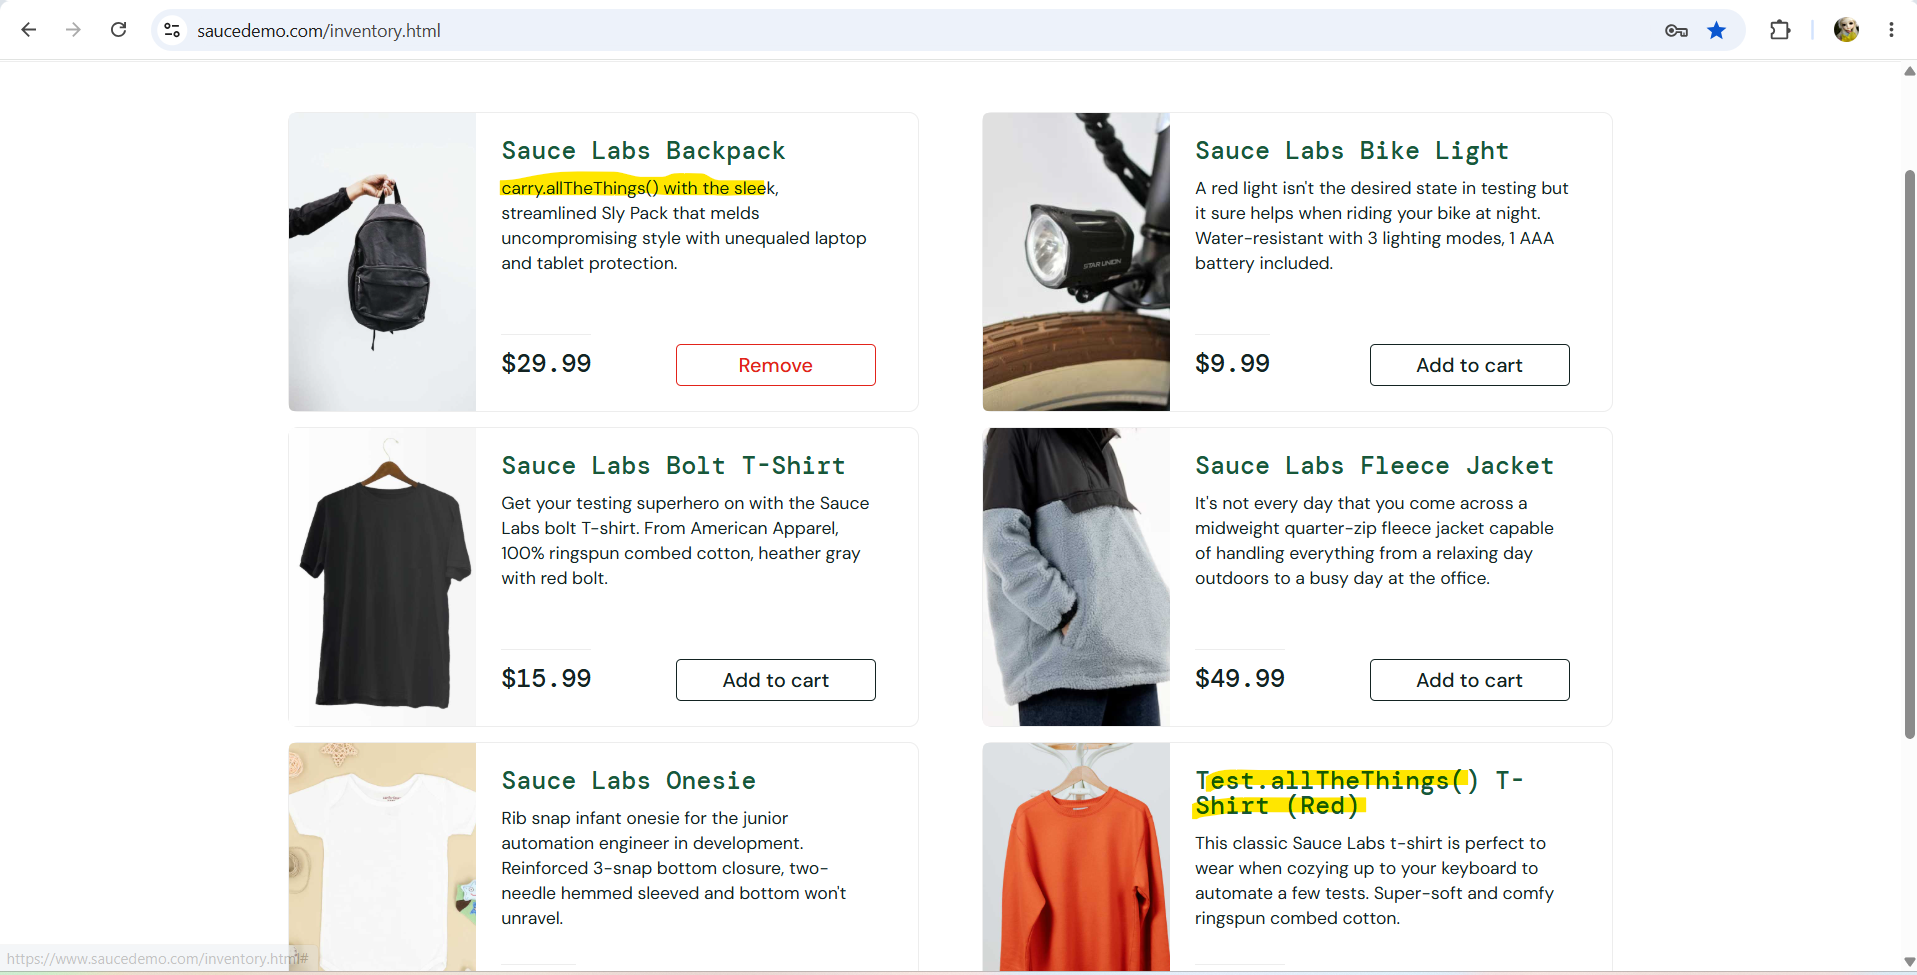 saucedemo.com/inventory.html
Sauce Labs Backpack
carry.allTheThings() with the sleek,
streamlined Sly Pack that melds
uncompromising style with unequaled laptop
and tablet protection.
$29.99
Remove
Sauce Labs Bike Light
A red light isn't the desired state in testing but
it sure helps when riding your bike at night.
Water-resistant with 3 lighting modes, 1 AAA
battery included.
STAR UNION
$9.99
Add to cart
Sauce Labs Bolt T-Shirt
Get your testing superhero on with the Sauce
Labs bolt T-shirt. From American Apparel,
100% ringspun combed cotton, heather gray
with red bolt.
$15.99
Add to cart
Sauce Labs Fleece Jacket
It's not every day that you come across a
midweight quarter-zip fleece jacket capable
of handling everything from a relaxing day
outdoors to a busy day at the office.
$49.99
Add to cart
Sauce Labs Onesie
Rib snap infant onesie for the junior
automation engineer in development.
Reinforced 3-snap bottom closure, two-
needle hemmed sleeved and bottom won't
unravel.
Test.allTheThings() T-
Shirt (Red)
This classic Sauce Labs t-shirt is perfect to
wear when cozying up to your keyboard to
automate a few tests. Super-soft and comfy
ringspun combed cotton.
https://www.saucedemo.com/inventory.html#